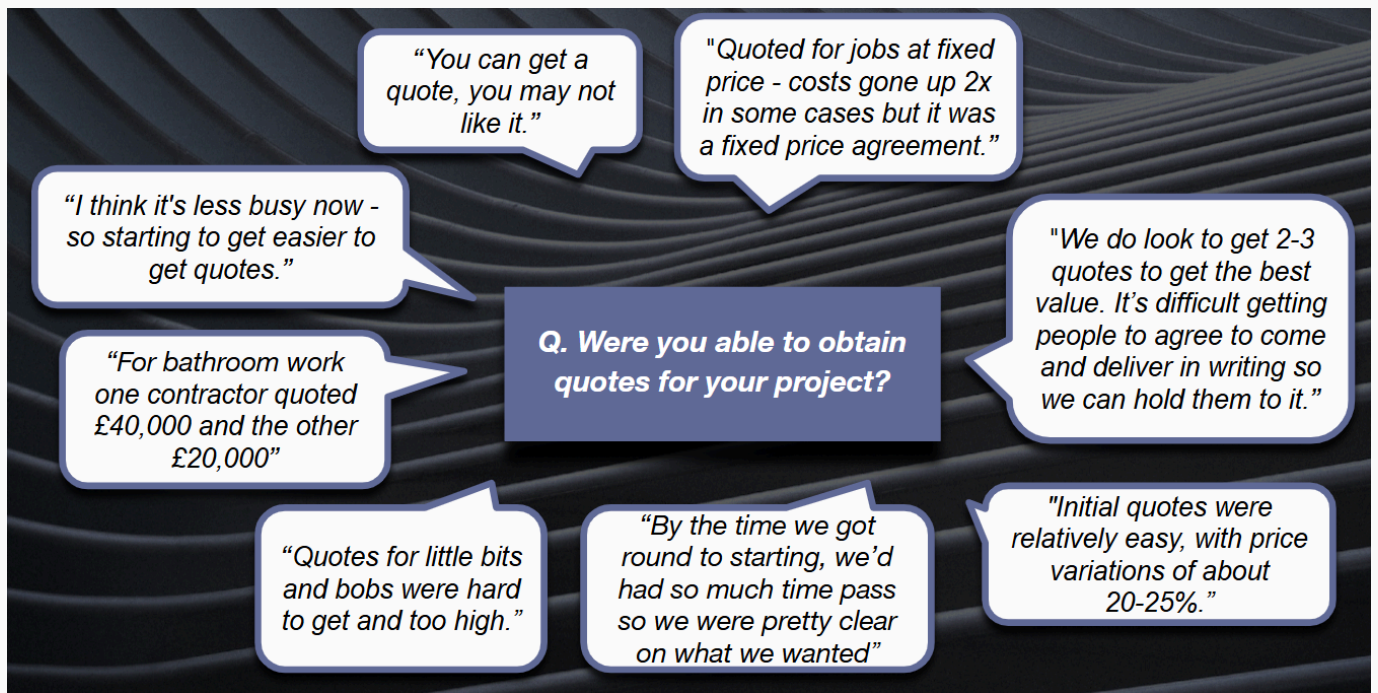 “You can get a
quote, you may not
like it.”
"Quoted for jobs at fixed
price - costs gone up 2x
in some cases but it was
a fixed price agreement.”
“I think it's less busy now -
so starting to get easier to
get quotes.”
"We do look to get 2-3
quotes to get the best
value. It’s difficult getting
people to agree to come
and deliver in writing so
we can hold them to it.”
Q. Were you able to obtain
quotes for your project?
“For bathroom work
one contractor quoted
£40,000 and the other
£20,000”
“Quotes for little bits
and bobs were hard
to get and too high.”
“By the time we got
round to starting, we’d
had so much time pass
so we were pretty clear
on what we wanted”
"Initial quotes were
relatively easy, with price
variations of about
20-25%.”